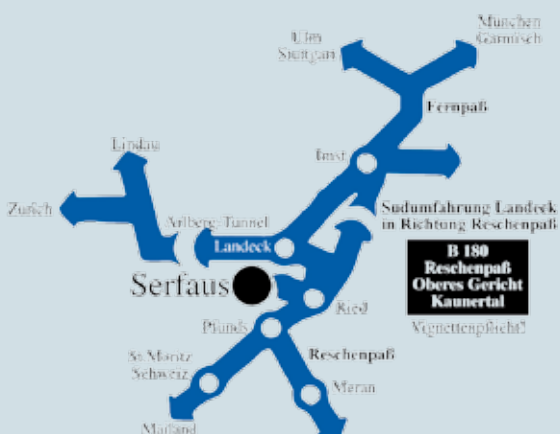 München
Garmisch
Ulm
Stuttgart
Fernpaß
Lindau
Imst
Zürich
Arlberg-Tunnel
Südumfahrung Landeck
in Richtung Reschenpaß
Landeck
B 180
Reschenpaß
Oberes Gericht
Kaunertal
Serfaus
Ried
Vignettenpflicht!
Pfunds
Reschenpaß
St. Moritz
Schweiz
Meran
Mailand